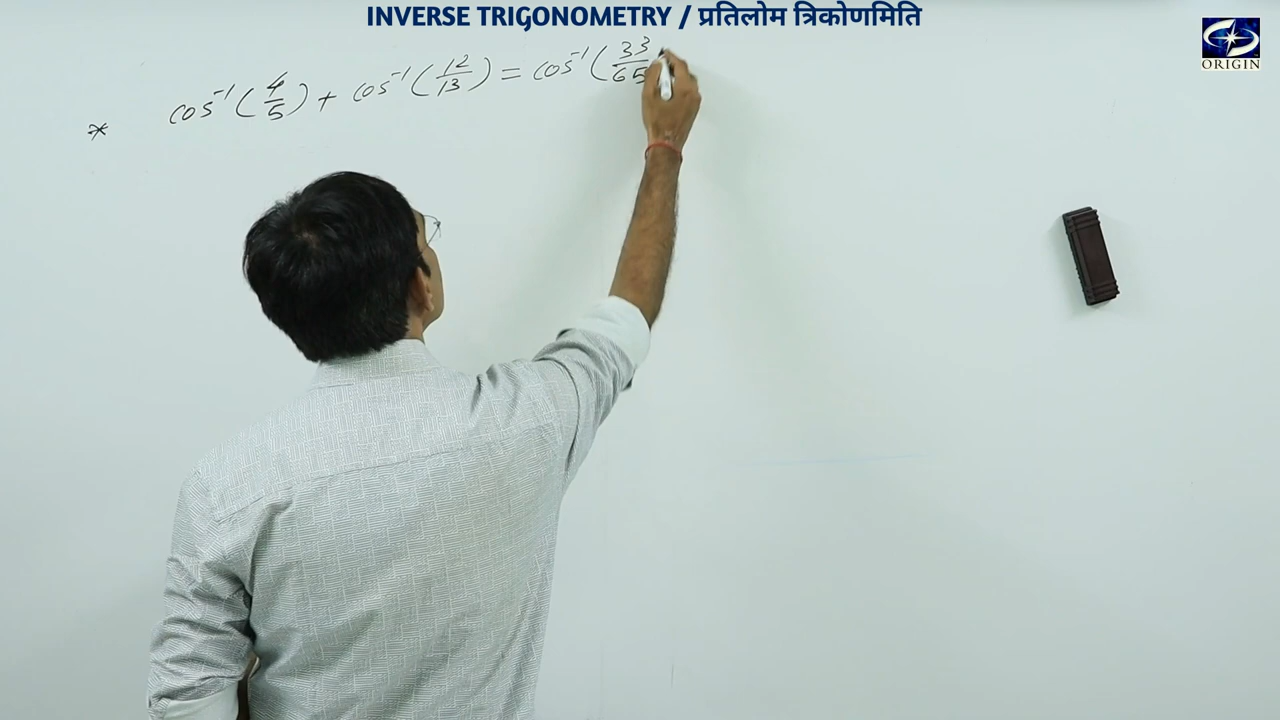 INVERSE TRIGONOMETRY / प्रतिलोम त्रिकोणमिति
ORIGIN
* cos⁻¹(4/5) + cos⁻¹(12/13) = cos⁻¹(33/65